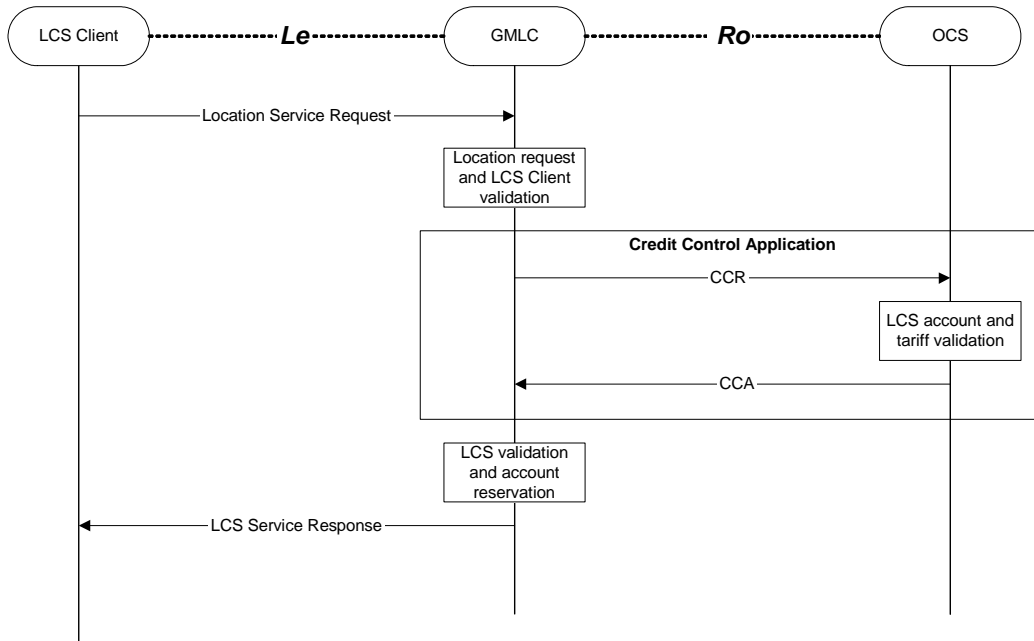 LCS Client
Le
GMLC
Ro
OCS
Location Service Request
Location request
and LCS Client
validation
Credit Control Application
CCR
LCS account and
tariff validation
CCA
LCS validation
and account
reservation
LCS Service Response